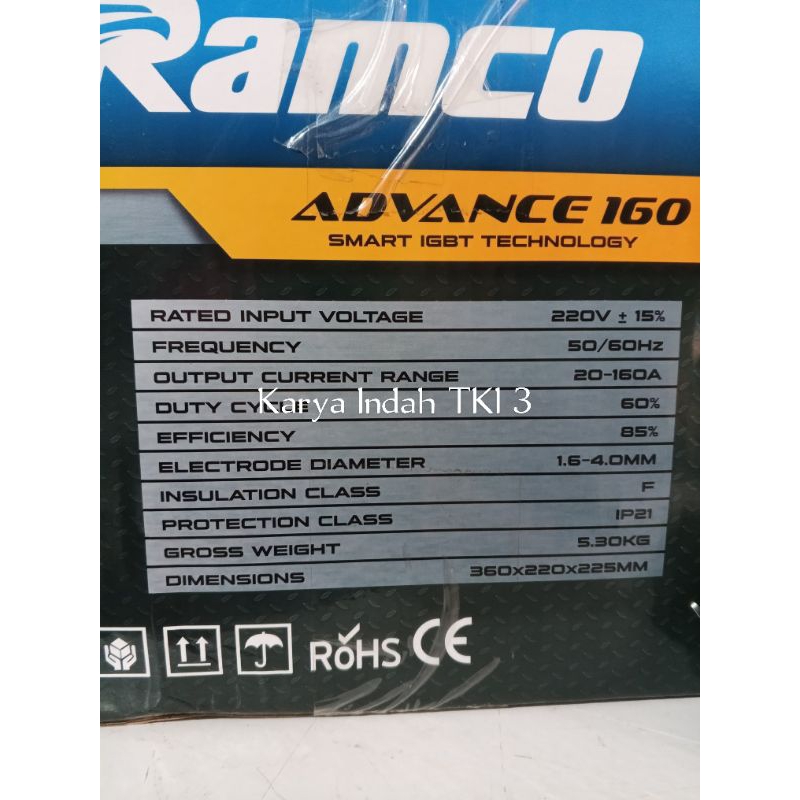 Ramco
ADVANCE 160
SMART IGBT TECHNOLOGY
RATED INPUT VOLTAGE 220V ± 15%
FREQUENCY 50/60Hz
OUTPUT CURRENT RANGE 20-160A
DUTY CYCLE 60%
Karya Indah TKI 3
EFFICIENCY 85%
ELECTRODE DIAMETER 1.6-4.0MM
INSULATION CLASS F
PROTECTION CLASS IP21
GROSS WEIGHT 5.30KG
DIMENSIONS 360x220x225MM
RoHS CE